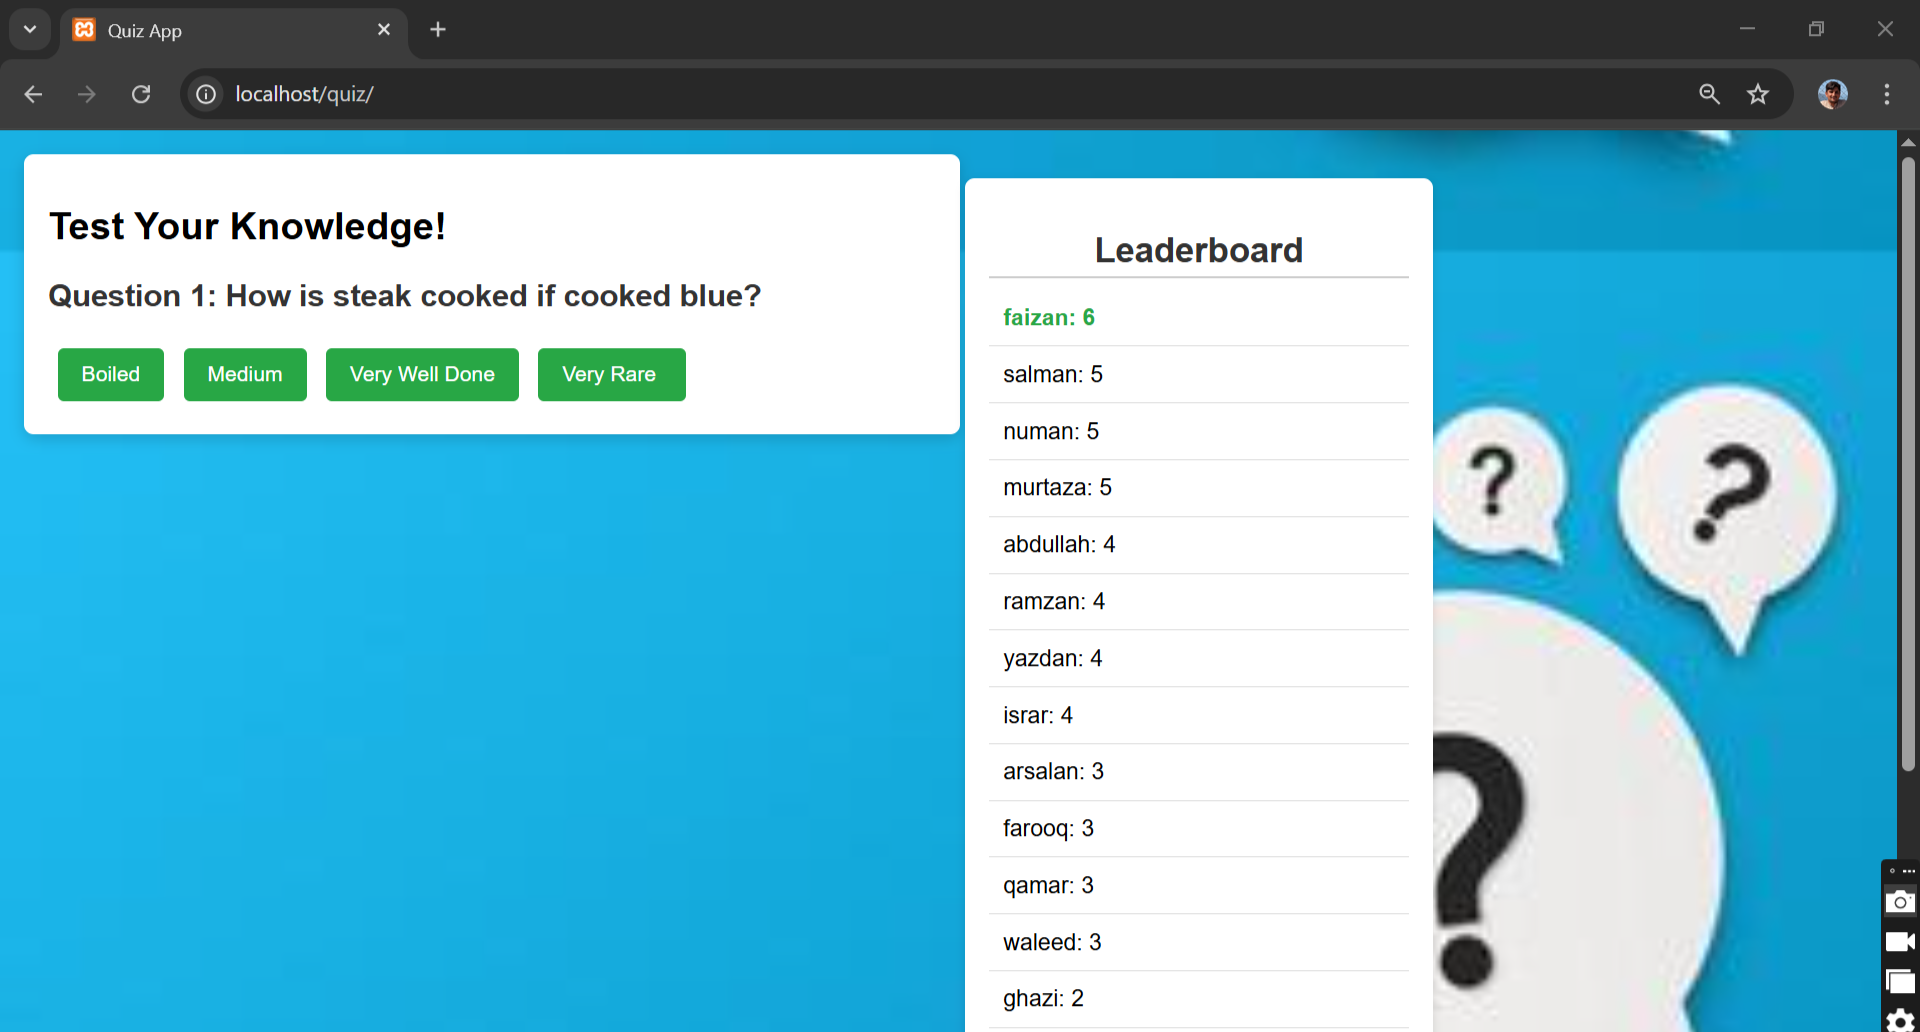 Quiz App
localhost/quiz/
Test Your Knowledge!
Question 1: How is steak cooked if cooked blue?
Boiled
Medium
Very Well Done
Very Rare
Leaderboard
faizan: 6
salman: 5
numan: 5
murtaza: 5
abdullah: 4
ramzan: 4
yazdan: 4
israr: 4
arsalan: 3
farooq: 3
qamar: 3
waleed: 3
ghazi: 2
?
?
?